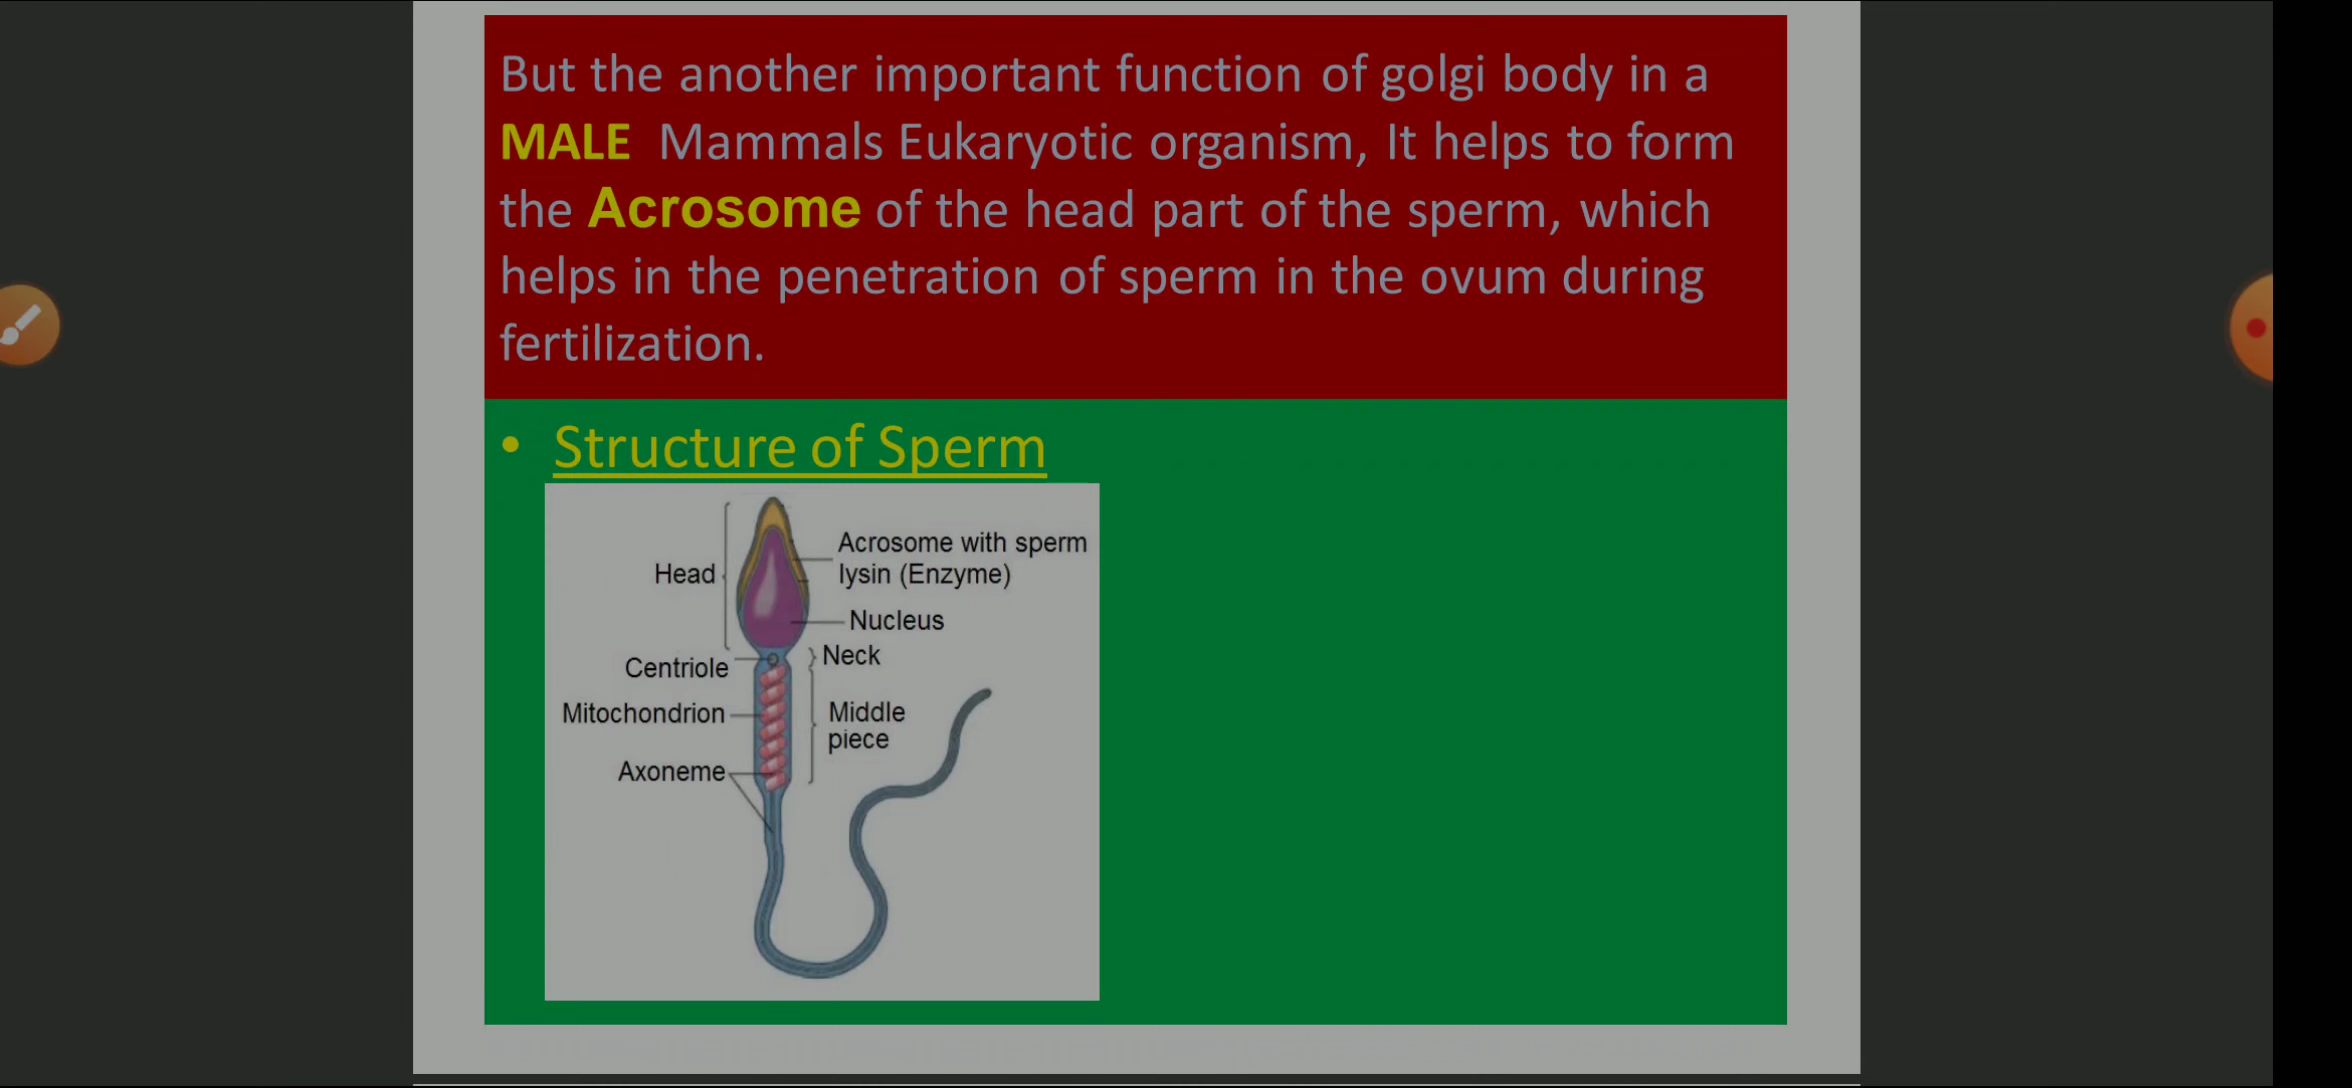 But the another important function of golgi body in a
MALE Mammals Eukaryotic organism, It helps to form
the Acrosome of the head part of the sperm, which
helps in the penetration of sperm in the ovum during
fertilization.
• Structure of Sperm
Acrosome with sperm
lysin (Enzyme)
Head
Nucleus
Neck
Centriole
Mitochondrion
Middle
piece
Axoneme